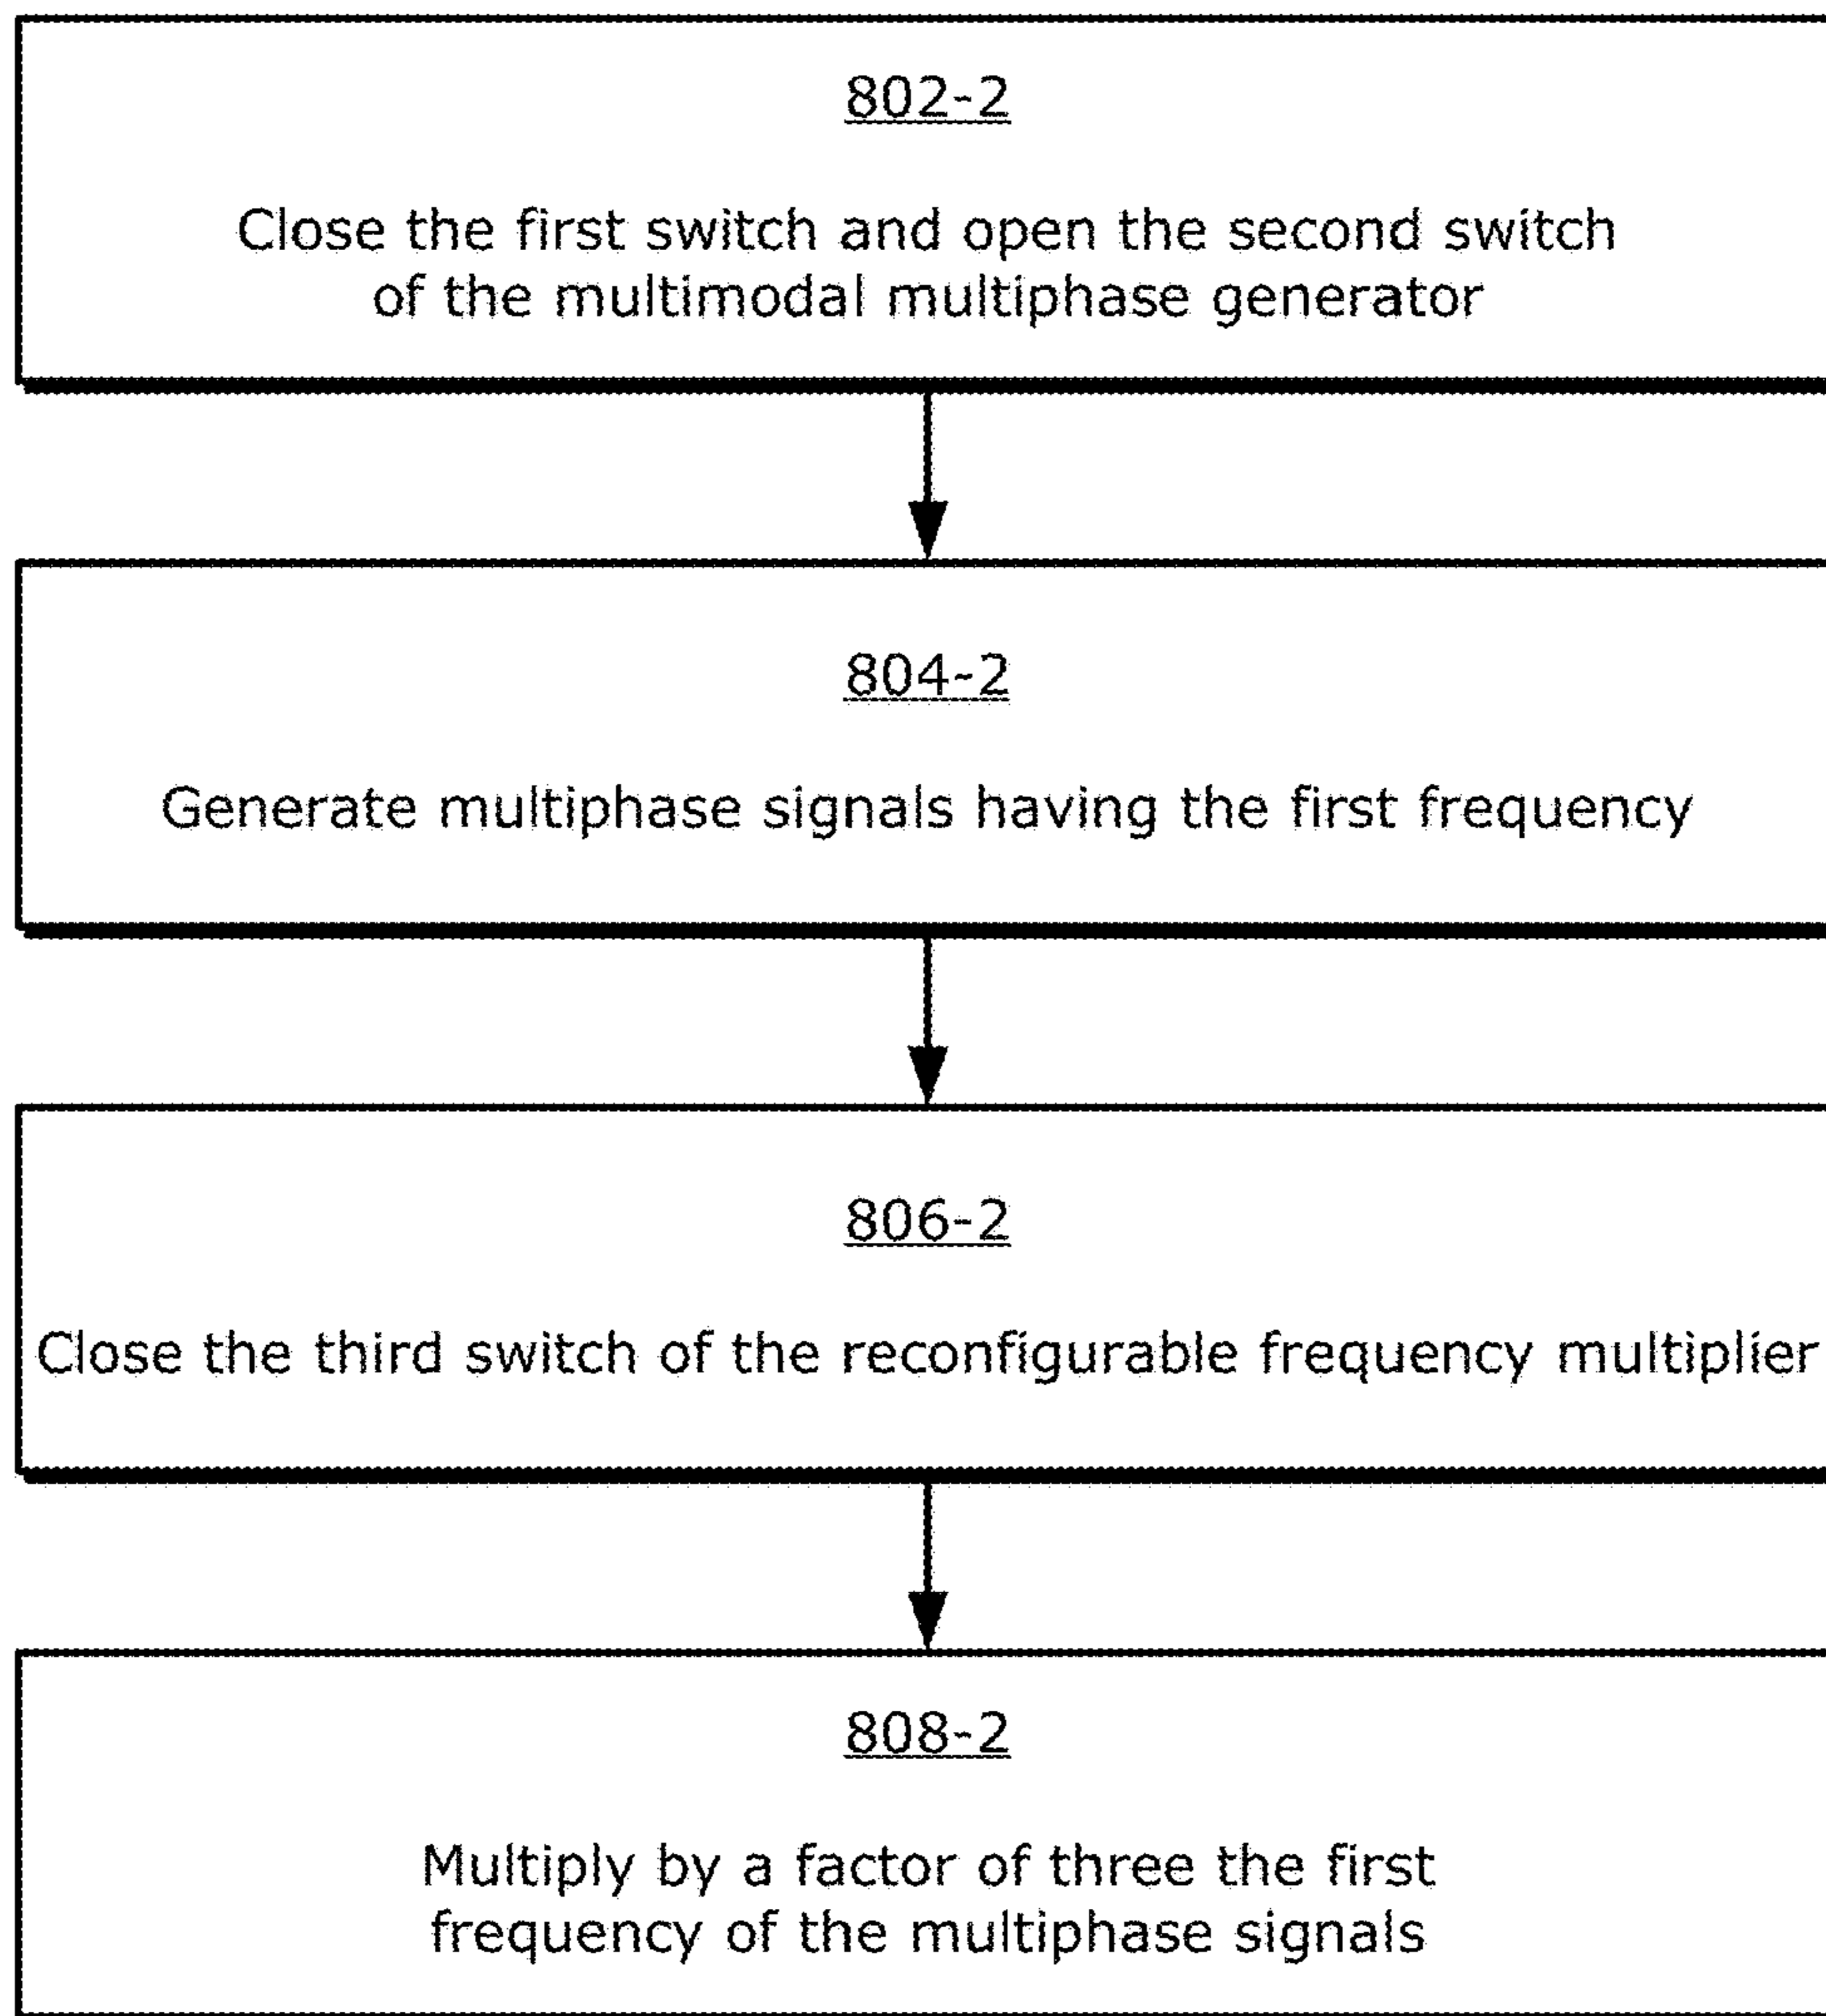 802-2
Close the first switch and open the second switch
of the multimodal multiphase generator
804-2
Generate multiphase signals having the first frequency
806-2
Close the third switch of the reconfigurable frequency multiplier
808-2
Multiply by a factor of three the first
frequency of the multiphase signals